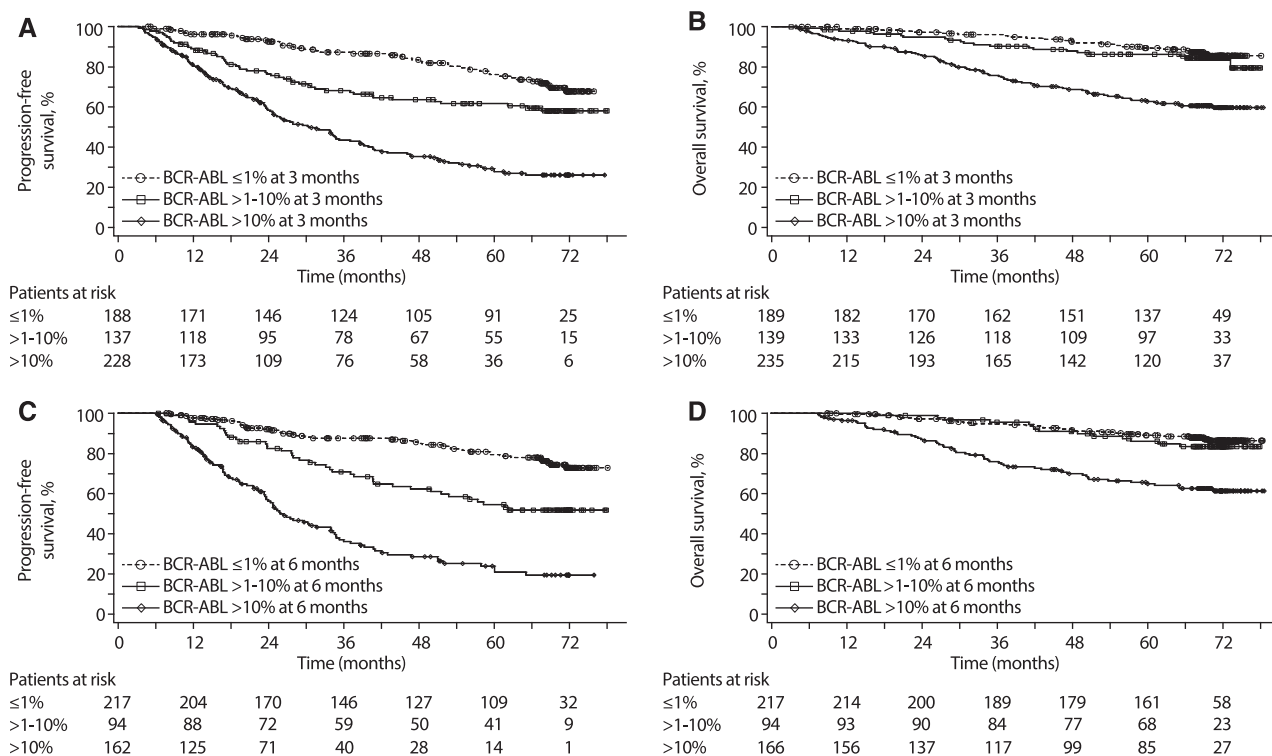 A
Progression-free
survival, %
100
80
60
40
20
0
BCR-ABL ≤1% at 3 months
BCR-ABL >1-10% at 3 months
BCR-ABL >10% at 3 months
0 12 24 36 48 60 72
Time (months)
Patients at risk
≤1% 188 171 146 124 105 91 25
>1-10% 137 118 95 78 67 55 15
>10% 228 173 109 76 58 36 6
B
Overall survival, %
100
80
60
40
20
0
BCR-ABL ≤1% at 3 months
BCR-ABL >1-10% at 3 months
BCR-ABL >10% at 3 months
0 12 24 36 48 60 72
Time (months)
Patients at risk
≤1% 189 182 170 162 151 137 49
>1-10% 139 133 126 118 109 97 33
>10% 235 215 193 165 142 120 37
C
Progression-free
survival, %
100
80
60
40
20
0
BCR-ABL ≤1% at 6 months
BCR-ABL >1-10% at 6 months
BCR-ABL >10% at 6 months
0 12 24 36 48 60 72
Time (months)
Patients at risk
≤1% 217 204 170 146 127 109 32
>1-10% 94 88 72 59 50 41 9
>10% 162 125 71 40 28 14 1
D
Overall survival, %
100
80
60
40
20
0
BCR-ABL ≤1% at 6 months
BCR-ABL >1-10% at 6 months
BCR-ABL >10% at 6 months
0 12 24 36 48 60 72
Time (months)
Patients at risk
≤1% 217 214 200 189 179 161 58
>1-10% 94 93 90 84 77 68 23
>10% 166 156 137 117 99 85 27